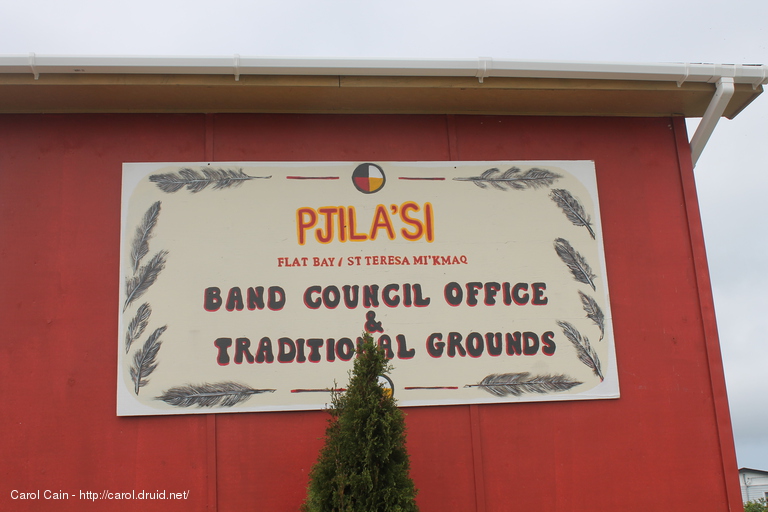 PJILA'SI
FLAT BAY / ST TERESA MI'KMAQ
BAND COUNCIL OFFICE
&
TRADITIONAL GROUNDS
Carol Cain - http://carol.druid.net/